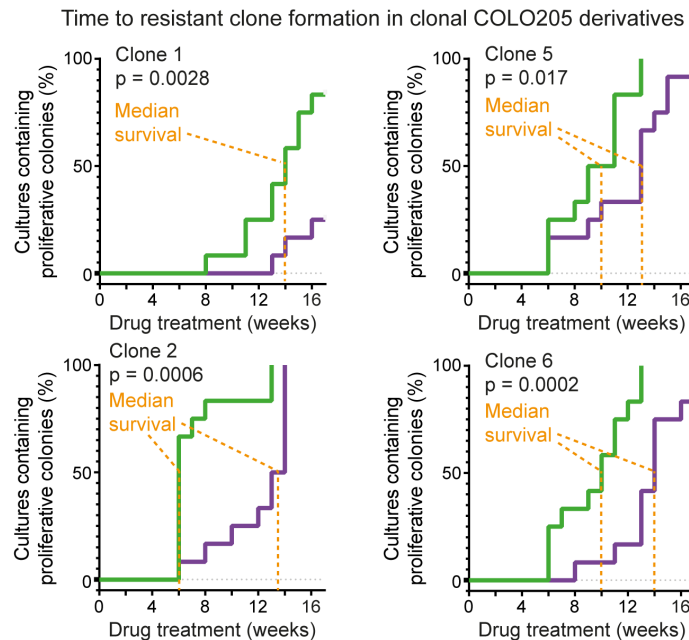 Time to resistant clone formation in clonal COLO205 derivatives
Clone 1
p = 0.0028
Median
survival
Cultures containing
proliferative colonies (%)
100
50
0
0 4 8 12 16
Drug treatment (weeks)
Clone 5
p = 0.017
Median
survival
Cultures containing
proliferative colonies (%)
100
50
0
0 4 8 12 16
Drug treatment (weeks)
Clone 2
p = 0.0006
Median
survival
Cultures containing
proliferative colonies (%)
100
50
0
0 4 8 12 16
Drug treatment (weeks)
Clone 6
p = 0.0002
Median
survival
Cultures containing
proliferative colonies (%)
100
50
0
0 4 8 12 16
Drug treatment (weeks)